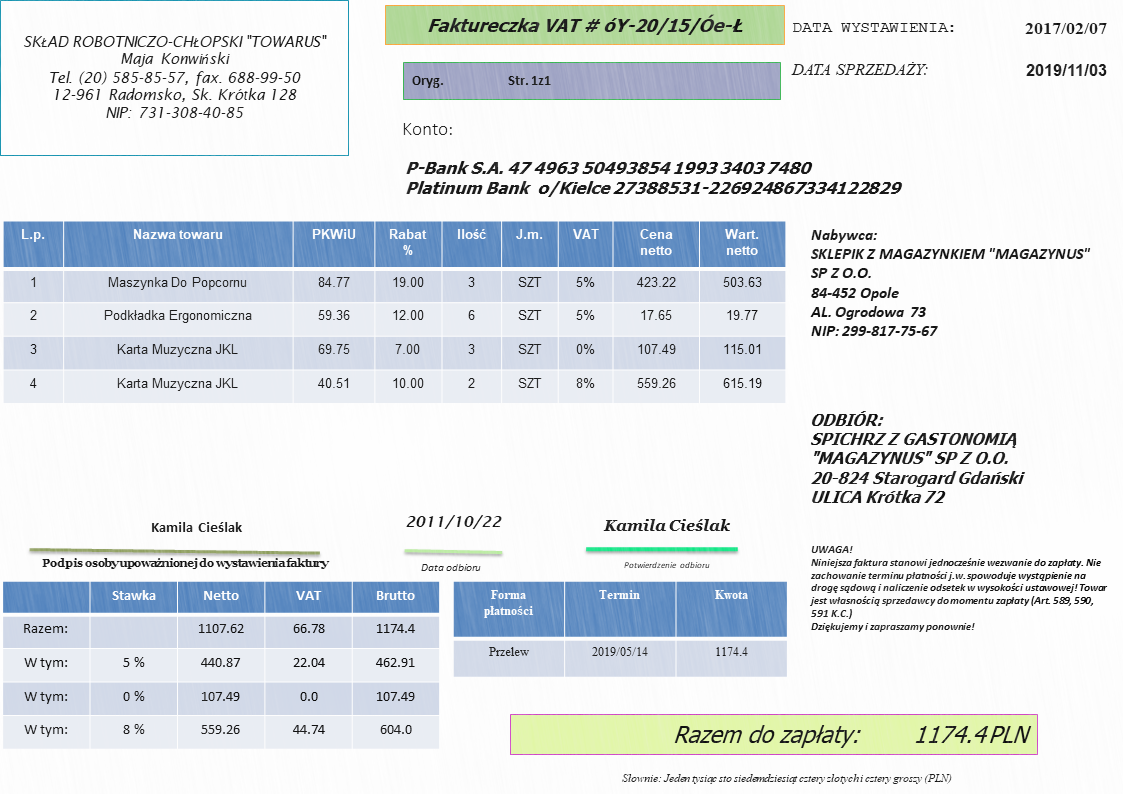 SKŁAD ROBOTNICZO-CHŁOPSKI "TOWARUS"
Maja Konwiński
Tel. (20) 585-85-57, fax. 688-99-50
12-961 Radomsko, Sk. Krótka 128
NIP: 731-308-40-85
Faktureczka VAT # óY-20/15/Óe-Ł
Oryg. Str. 1z1
DATA WYSTAWIENIA: 2017/02/07
DATA SPRZEDAŻY: 2019/11/03
Konto:
P-Bank S.A. 47 4963 50493854 1993 3403 7480
Platinum Bank o/Kielce 27388531-226924867334122829
L.p. Nazwa towaru PKWiU Rabat % Ilość J.m. VAT Cena netto Wart. netto
1 Maszynka Do Popcornu 84.77 19.00 3 SZT 5% 423.22 503.63
2 Podkładka Ergonomiczna 59.36 12.00 6 SZT 5% 17.65 19.77
3 Karta Muzyczna JKL 69.75 7.00 3 SZT 0% 107.49 115.01
4 Karta Muzyczna JKL 40.51 10.00 2 SZT 8% 559.26 615.19
Nabywca:
SKLEPIK Z MAGAZYNKIEM "MAGAZYNUS"
SP Z O.O.
84-452 Opole
AL. Ogrodowa 73
NIP: 299-817-75-67
ODBIÓR:
SPICHRZ Z GASTONOMIĄ
"MAGAZYNUS" SP Z O.O.
20-824 Starogard Gdański
ULICA Krótka 72
Kamila Cieślak
Podpis osoby upoważnionej do wystawienia faktury
2011/10/22
Data odbioru
Kamila Cieślak
Potwierdzenie odbioru
UWAGA!
Niniejsza faktura stanowi jednocześnie wezwanie do zapłaty. Nie
zachowanie terminu płatności j.w. spowoduje wystąpienie na
drogę sądową i naliczenie odsetek w wysokości ustawowej! Towar
jest własnością sprzedawcy do momentu zapłaty (Art. 589, 590,
591 K.C.)
Dziękujemy i zapraszamy ponownie!
Stawka Netto VAT Brutto
Razem: 1107.62 66.78 1174.4
W tym: 5 % 440.87 22.04 462.91
W tym: 0 % 107.49 0.0 107.49
W tym: 8 % 559.26 44.74 604.0
Forma płatności Termin Kwota
Przelew 2019/05/14 1174.4
Razem do zapłaty: 1174.4 PLN
Słownie: Jeden tysiąc sto siedemdziesiąt cztery złotych i cztery groszy (PLN)